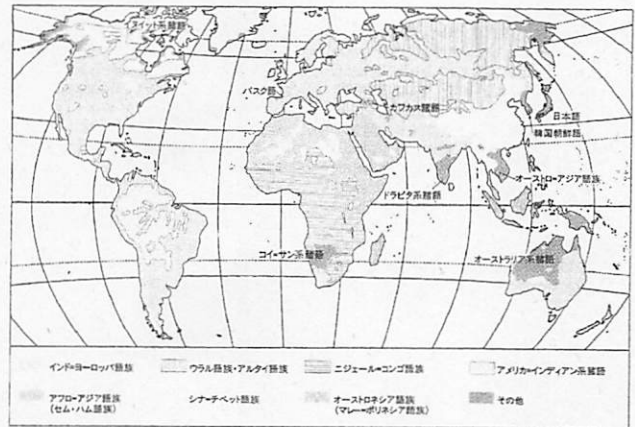 イヌイット系諸語
バスク語
カフカス諸語
日本語
韓国朝鮮語
オーストロ=アジア語族
ドラビダ系諸語
コイ=サン系諸語
オーストラリア系諸語
インド=ヨーロッパ語族
ウラル語族・アルタイ語族
ニジェール=コンゴ語族
アメリカ=インディアン系諸語
アフロ=アジア語族
(セム・ハム語族)
シナ=チベット語族
オーストロネシア語族
(マレー=ポリネシア語族)
その他